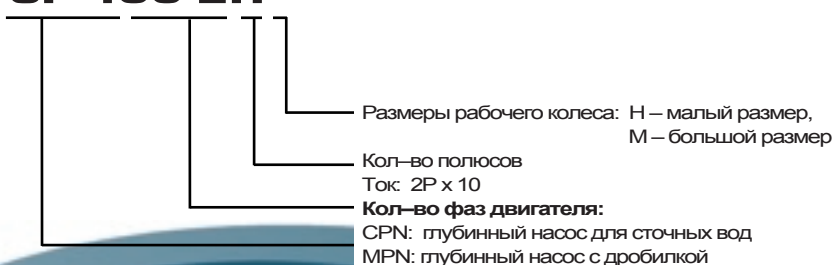 Размеры рабочего колеса: Н – малый размер,
М – большой размер
Кол–во полюсов
Ток: 2Р х 10
Кол–во фаз двигателя:
CPN: глубинный насос для сточных вод
MPN: глубинный насос с дробилкой